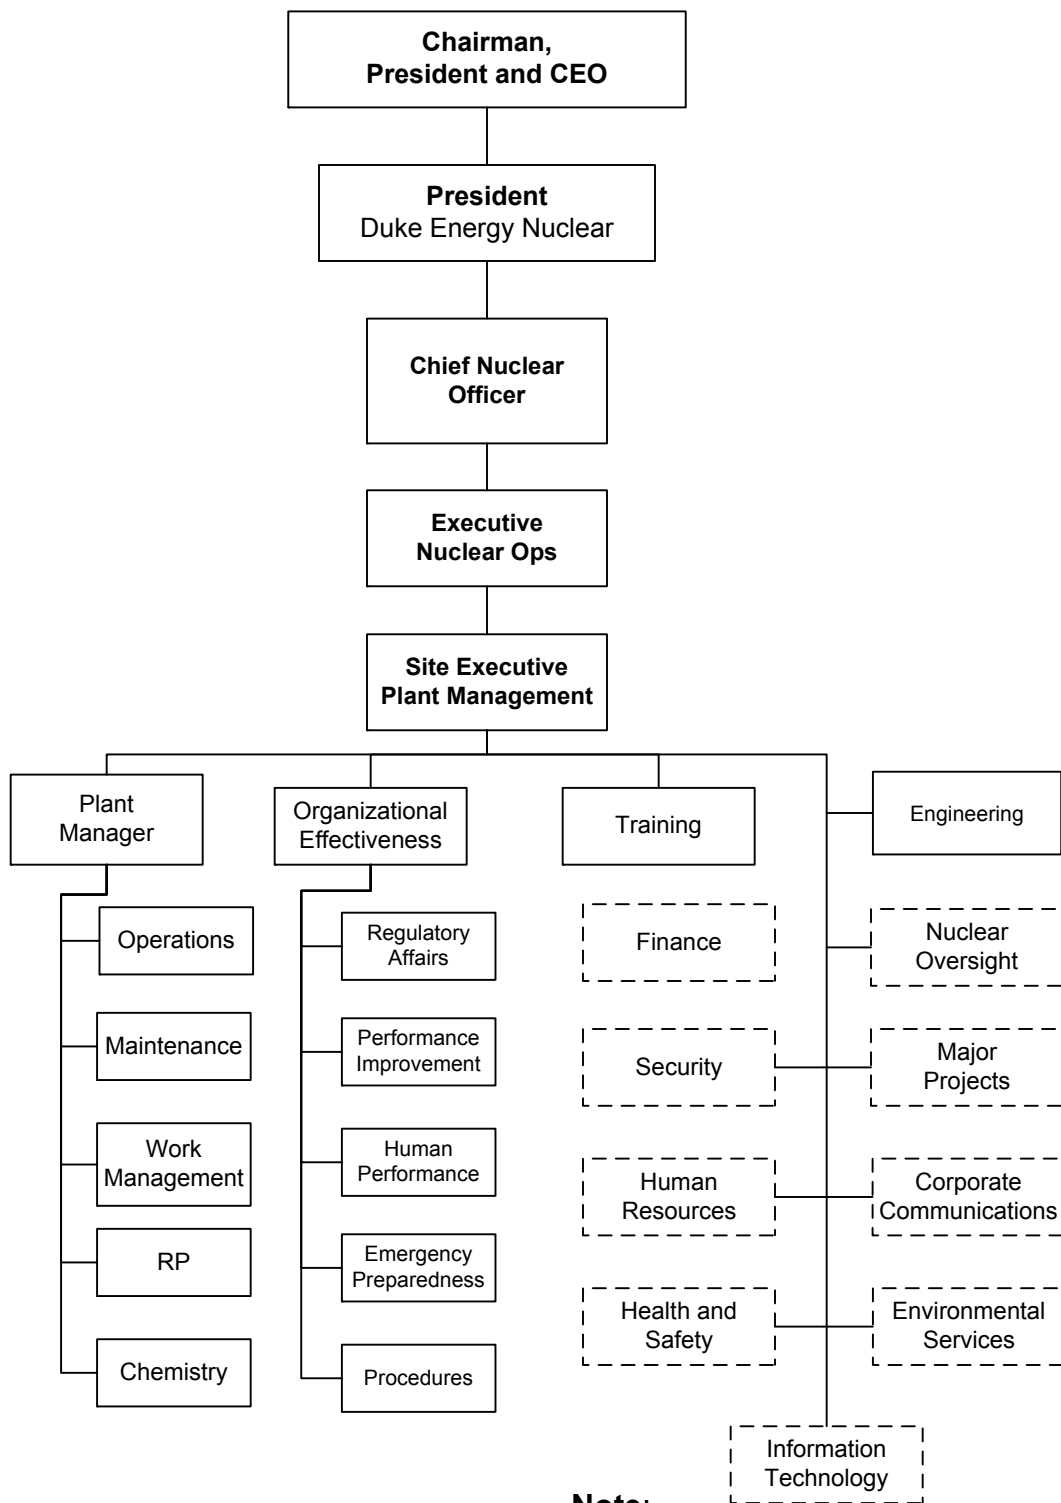 Chairman,
President and CEO
President
Duke Energy Nuclear
Chief Nuclear
Officer
Executive
Nuclear Ops
Site Executive
Plant Management
Plant
Manager
Organizational
Effectiveness
Training
Engineering
Operations
Maintenance
Work
Management
RP
Chemistry
Regulatory
Affairs
Performance
Improvement
Human
Performance
Emergency
Preparedness
Procedures
Finance
Security
Human
Resources
Health and
Safety
Nuclear
Oversight
Major
Projects
Corporate
Communications
Environmental
Services
Information
Technology
Note: